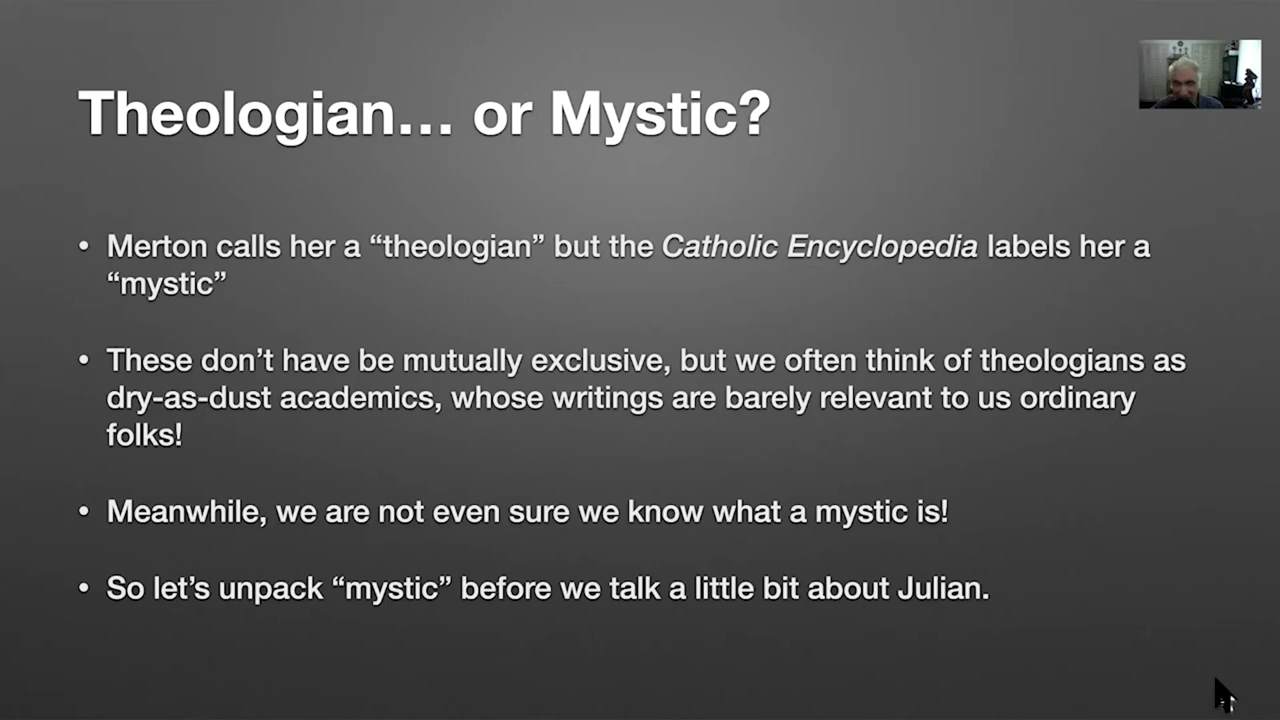 Theologian… or Mystic?
• Merton calls her a “theologian” but the Catholic Encyclopedia labels her a
“mystic”
• These don’t have be mutually exclusive, but we often think of theologians as
dry-as-dust academics, whose writings are barely relevant to us ordinary
folks!
• Meanwhile, we are not even sure we know what a mystic is!
• So let’s unpack “mystic” before we talk a little bit about Julian.